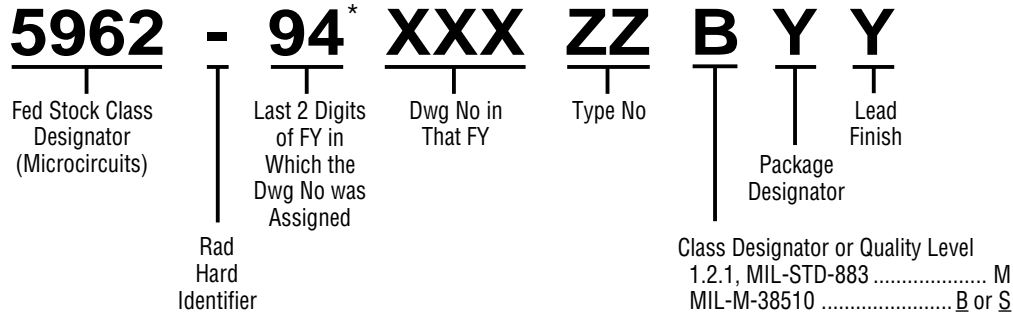 5962 - 94* XXX ZZ B Y Y
Fed Stock Class
Designator
(Microcircuits)
Rad
Hard
Identifier
Last 2 Digits
of FY in
Which the
Dwg No was
Assigned
Dwg No in
That FY
Type No
Class Designator or Quality Level
1.2.1, MIL-STD-883 ................... M
MIL-M-38510 ...................... B or S
Package
Designator
Lead
Finish